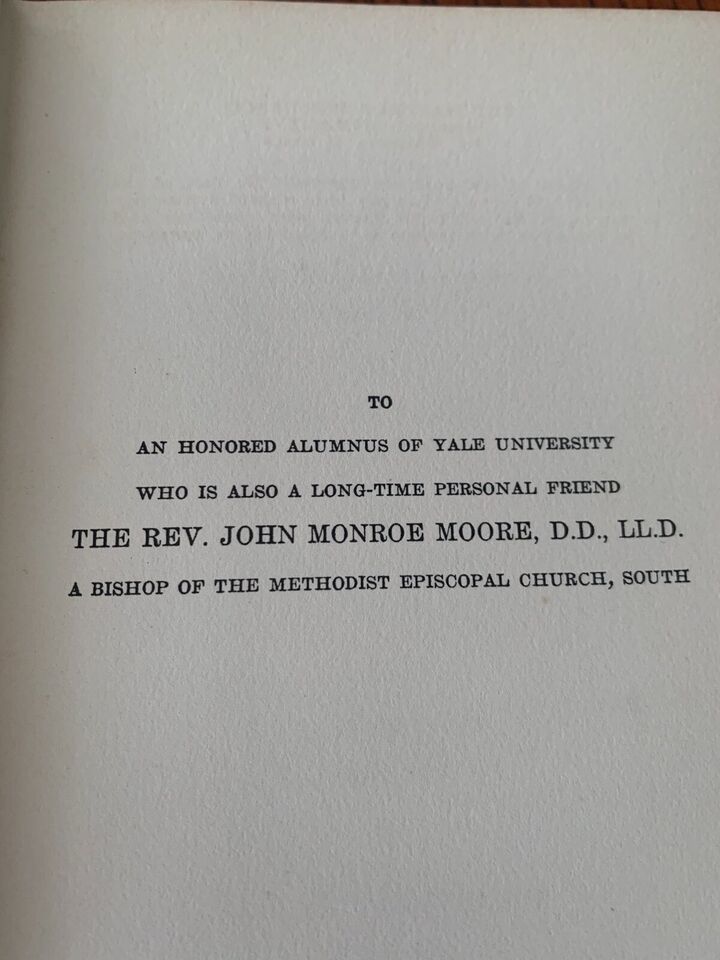 TO
AN HONORED ALUMNUS OF YALE UNIVERSITY
WHO IS ALSO A LONG-TIME PERSONAL FRIEND
THE REV. JOHN MONROE MOORE, D.D., LL.D.
A BISHOP OF THE METHODIST EPISCOPAL CHURCH, SOUTH